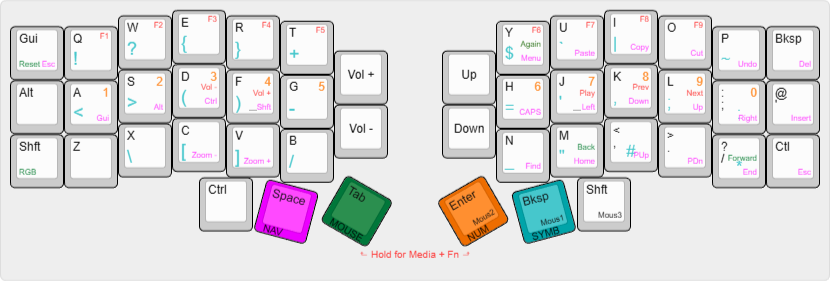 Gui
Reset Esc
Q F1
!
W F2
?
E F3
{
R F4
}
T F5
+
Y F6
$ Again
Menu
U F7
` Paste
I F8
| Copy
O F9
Cut
P
~ Undo
Bksp
Del
Alt
A 1
< Gui
S 2
> Alt
D 3
( Vol -
Ctrl
F 4
) Vol +
_Shft
G 5
-
Vol +
Vol -
Up
Down
H 6
= CAPS
J 7
' Play
_Left
K 8
, Prev
Down
L 9
; Next
Up
: 0
;
. Right
@
'
Insert
Shft
RGB
Z
X
\
C
[ Zoom -
V
] Zoom +
B
/
N
_ Find
M
" Back
Home
<
,
# PUp
>
.
PDn
?
/ Forward
* End
Ctl
Esc
Ctrl
Space
NAV
Tab
MOUSE
Enter
Mous2
NUM
Bksp
Mous1
SYMB
Shft
Mous3
⤷ Hold for Media + Fn ⤶